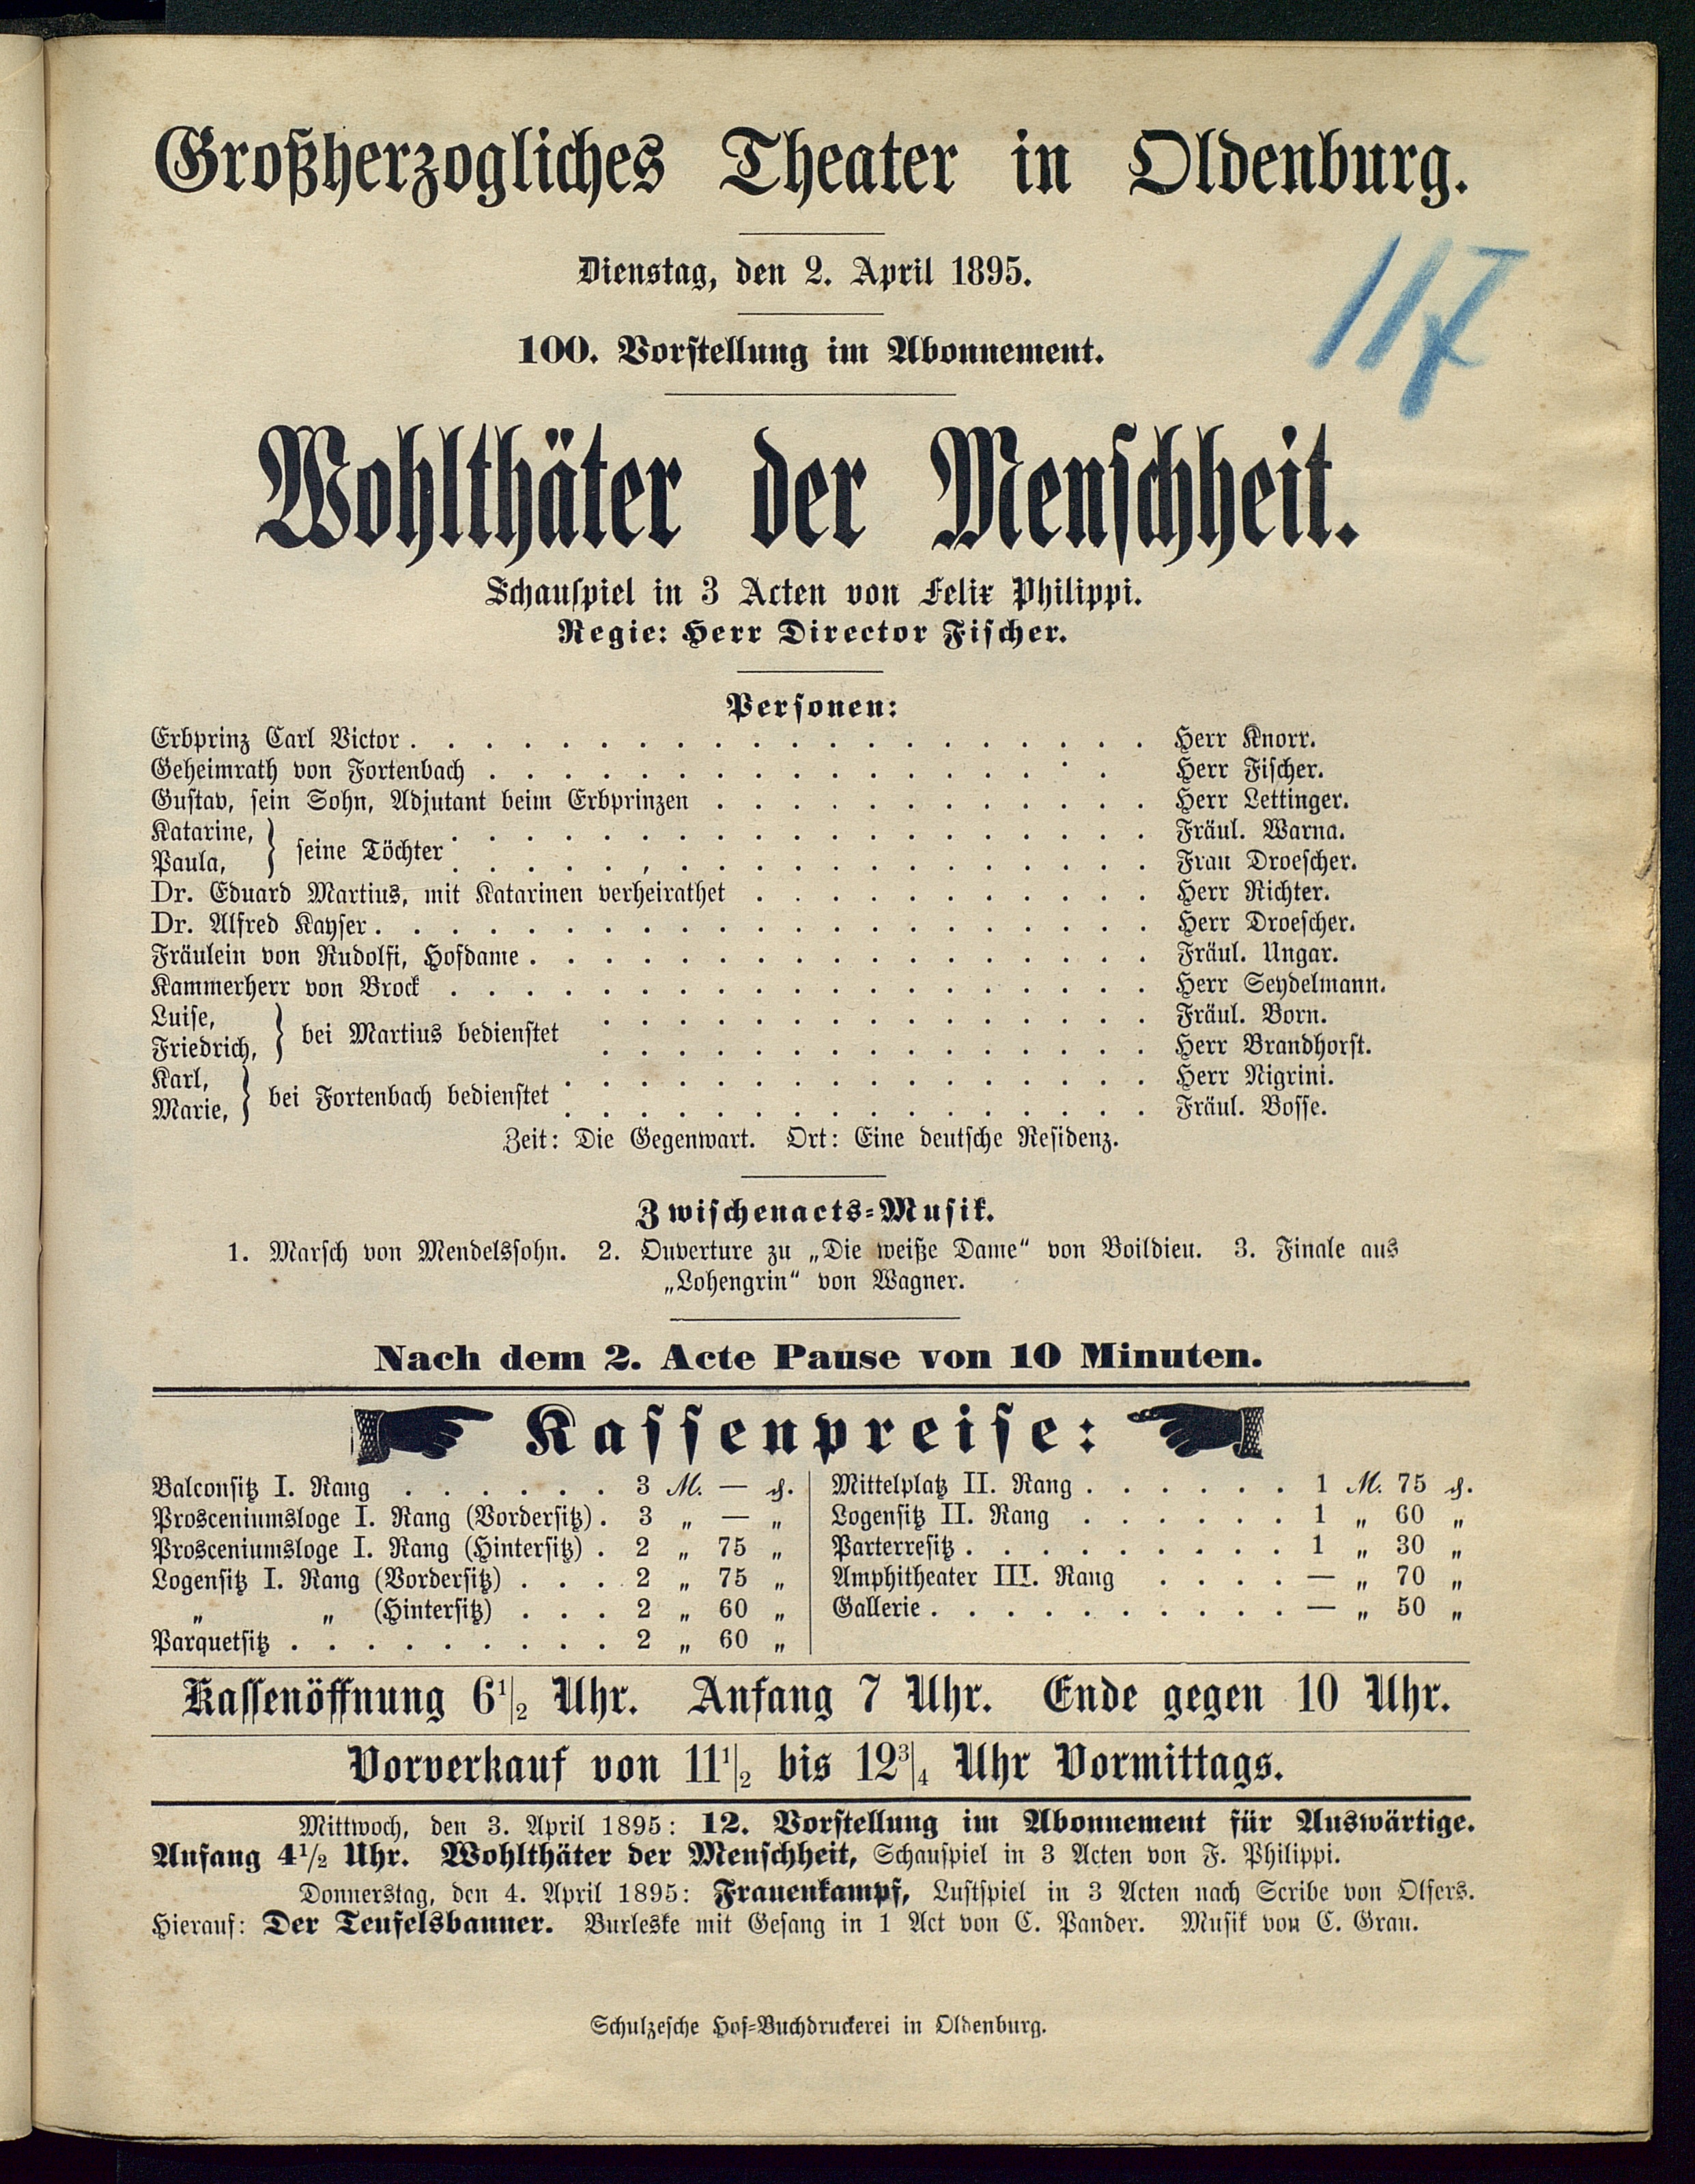 Großherzogliches Theater in Oldenburg.
117
Dienstag, den 2. April 1895.
100. Vorstellung im Abonnement.
Wohlthäter der Menschheit.
Schauspiel in 3 Acten von Felix Philippi.
Regie: Herr Director Fischer.
Personen:
Erbprinz Carl Victor . . . . . . . . . . . . . . . . . . . . Herr Knorr.
Geheimrath von Fortenbach . . . . . . . . . . . . . . . . . Herr Fischer.
Gustav, sein Sohn, Adjutant beim Erbprinzen . . . . . . . . . . . . Herr Lettinger.
Katarine, } seine Töchter . . . . . . . . . . . . . . . . . . . Fräul. Warna.
Paula, . . . . . . . . . . . . . . . . . . . Frau Droescher.
Dr. Eduard Martius, mit Katarinen verheirathet . . . . . . . . . . . Herr Richter.
Dr. Alfred Kayser . . . . . . . . . . . . . . . . . . . . . Herr Droescher.
Fräulein von Rudolfi, Hofdame . . . . . . . . . . . . . . . . . Fräul. Ungar.
Kammerherr von Brock . . . . . . . . . . . . . . . . . . . Herr Seydelmann.
Luise, } bei Martius bedienstet . . . . . . . . . . . . . . . Fräul. Born.
Friedrich, . . . . . . . . . . . . . . . Herr Brandhorst.
Karl, } bei Fortenbach bedienstet . . . . . . . . . . . . . . . . Herr Nigrini.
Marie, . . . . . . . . . . . . . . . . Fräul. Bosse.
Zeit: Die Gegenwart. Ort: Eine deutsche Residenz.
Zwischenacts-Musik.
1. Marsch von Mendelssohn. 2. Ouverture zu „Die weiße Dame“ von Boildieu. 3. Finale aus
„Lohengrin“ von Wagner.
Nach dem 2. Acte Pause von 10 Minuten.
Kassenpreise:
Balconsitz I. Rang . . . . . . 3 M. — ₰.
Prosceniumsloge I. Rang (Vordersitz) . 3 „ — „
Prosceniumsloge I. Rang (Hintersitz) . 2 „ 75 „
Logensitz I. Rang (Vordersitz) . . . 2 „ 75 „
„ „ (Hintersitz) . . . 2 „ 60 „
Parquetsitz . . . . . . . . . 2 „ 60 „
Mittelplatz II. Rang . . . . . . 1 M. 75 ₰.
Logensitz II. Rang . . . . . . 1 „ 60 „
Parterresitz . . . . . . . . . 1 „ 30 „
Amphitheater III. Rang . . . . — „ 70 „
Gallerie . . . . . . . . . . — „ 50 „
Kassenöffnung 6 1/2 Uhr. Anfang 7 Uhr. Ende gegen 10 Uhr.
Vorverkauf von 11 1/2 bis 12 3/4 Uhr Vormittags.
Mittwoch, den 3. April 1895: 12. Vorstellung im Abonnement für Auswärtige.
Anfang 4 1/2 Uhr. Wohlthäter der Menschheit, Schauspiel in 3 Acten von F. Philippi.
Donnerstag, den 4. April 1895: Frauenkampf, Lustspiel in 3 Acten nach Scribe von Olfers.
Hierauf: Der Teufelsbanner. Burleske mit Gesang in 1 Act von C. Pander. Musik von C. Grau.
Schulzesche Hof-Buchdruckerei in Oldenburg.